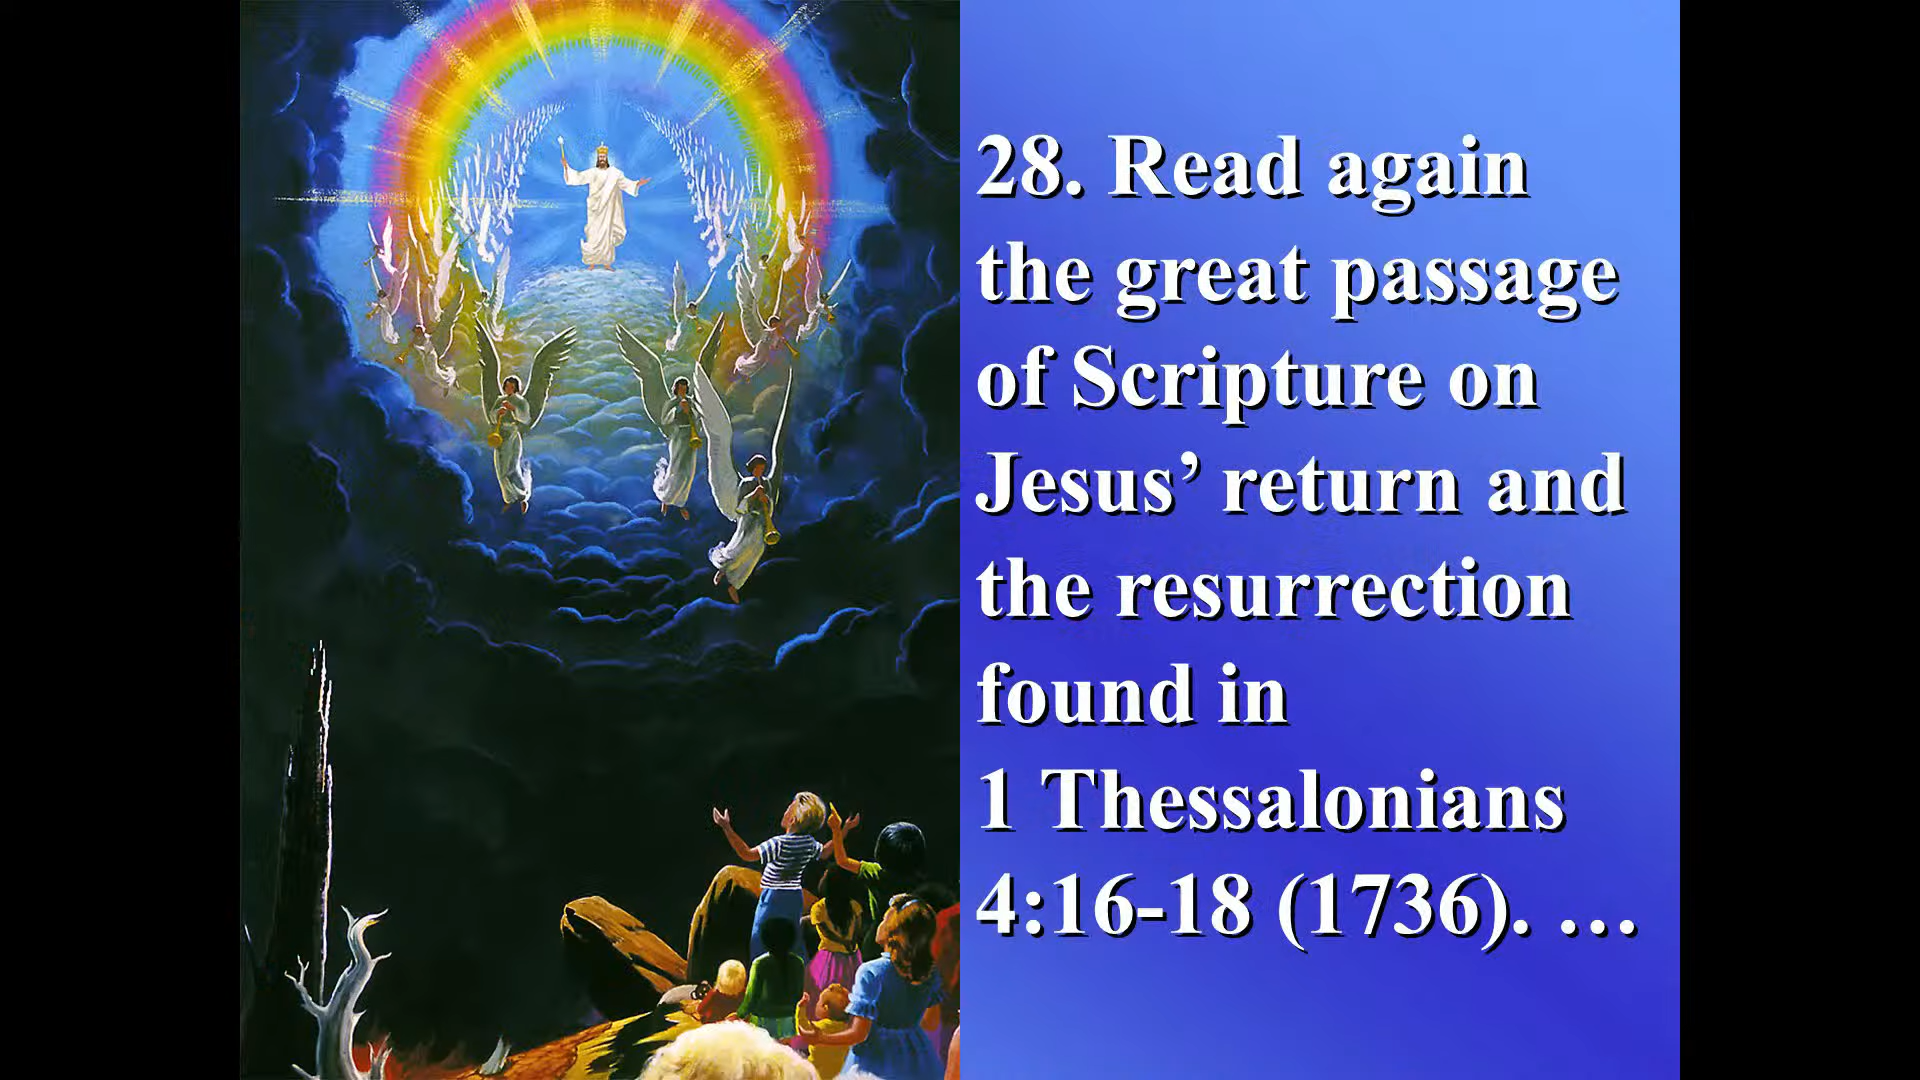 28. Read again
the great passage
of Scripture on
Jesus’ return and
the resurrection
found in
1 Thessalonians
4:16-18 (1736). …